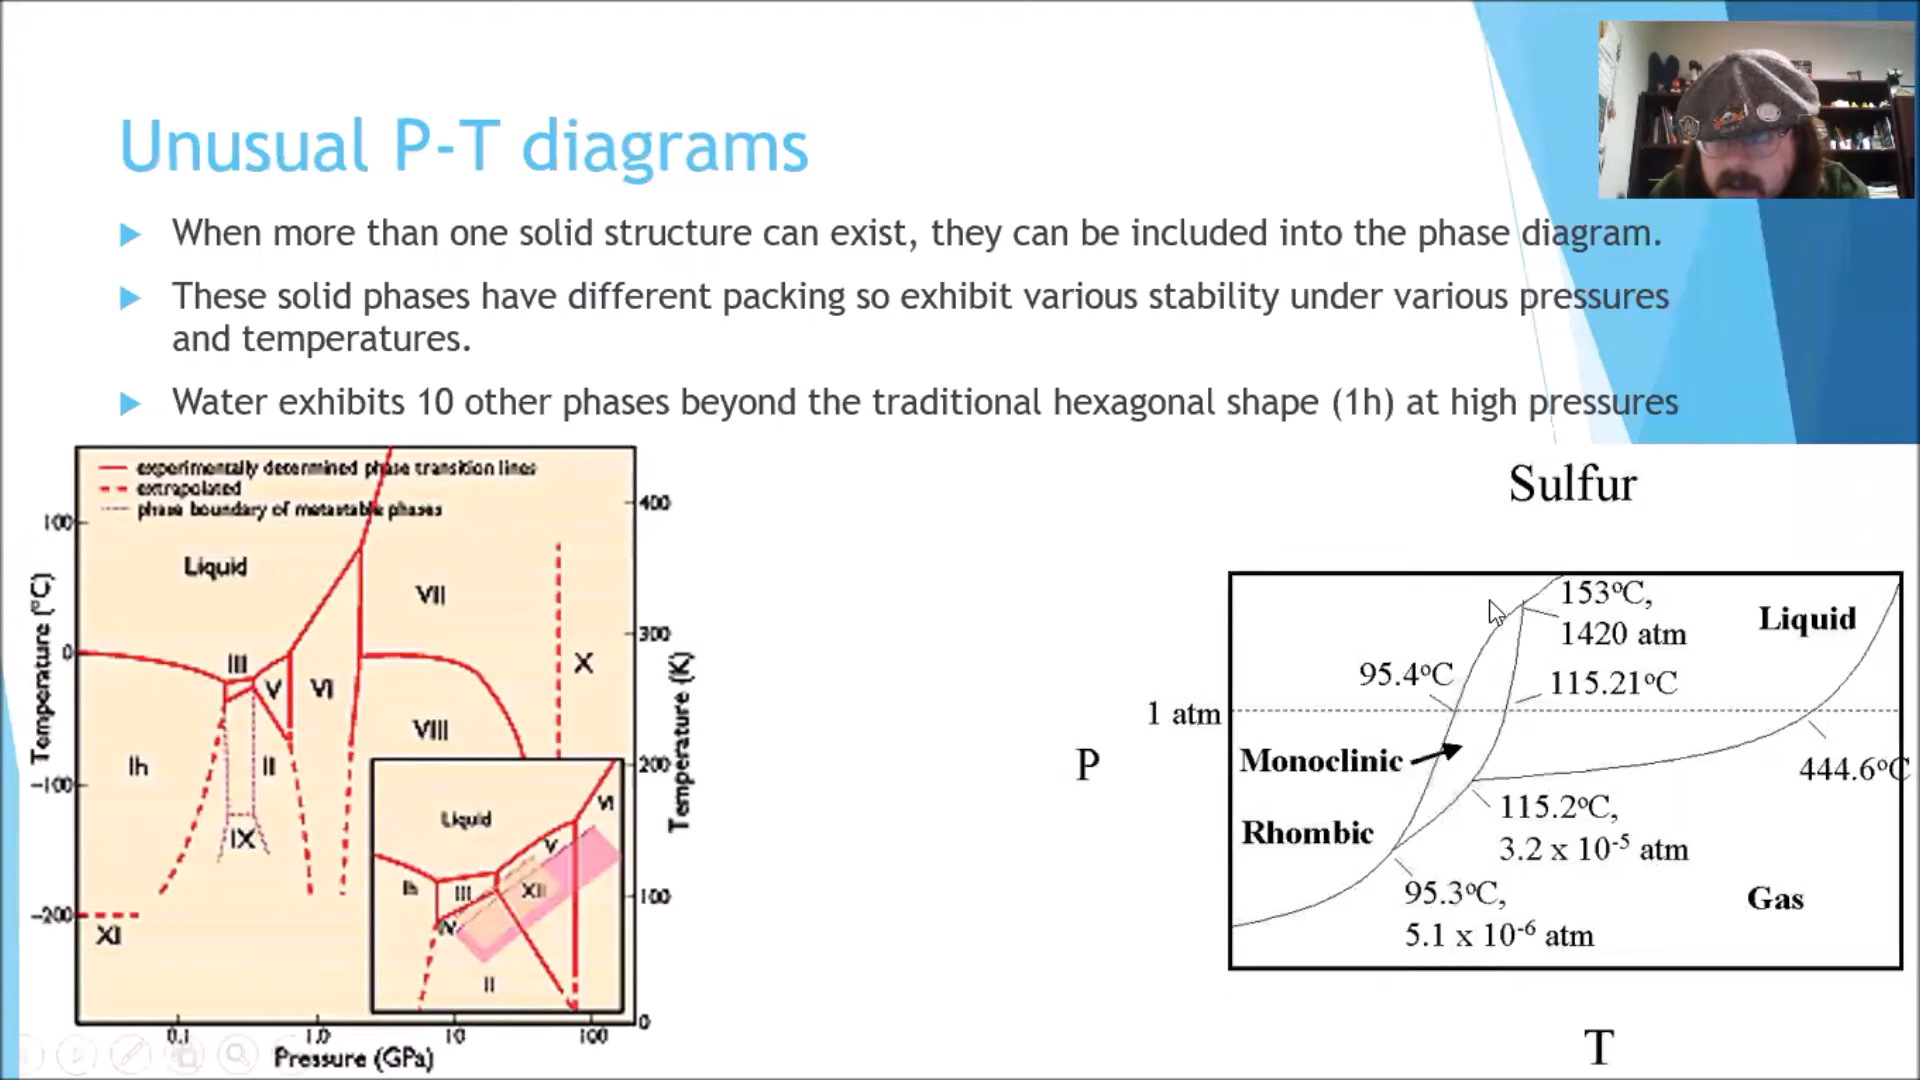 Unusual P-T diagrams
When more than one solid structure can exist, they can be included into the phase diagram.
These solid phases have different packing so exhibit various stability under various pressures
and temperatures.
Water exhibits 10 other phases beyond the traditional hexagonal shape (1h) at high pressures
experimentally determined phase transition lines
extrapolated
phase boundary of metastable phases
Temperature (°C)
100
0
-100
-200
Liquid
III
V
VI
VII
VIII
X
Ih
II
IX
XI
Liquid
VI
V
Ih
III
XII
IV
II
400
300
200
100
0
Temperature (K)
0.1
1.0
10
100
Pressure (GPa)
Sulfur
P
1 atm
153°C,
1420 atm
Liquid
95.4°C
115.21°C
Monoclinic
444.6°C
Rhombic
115.2°C,
3.2 x 10⁻⁵ atm
95.3°C,
5.1 x 10⁻⁶ atm
Gas
T